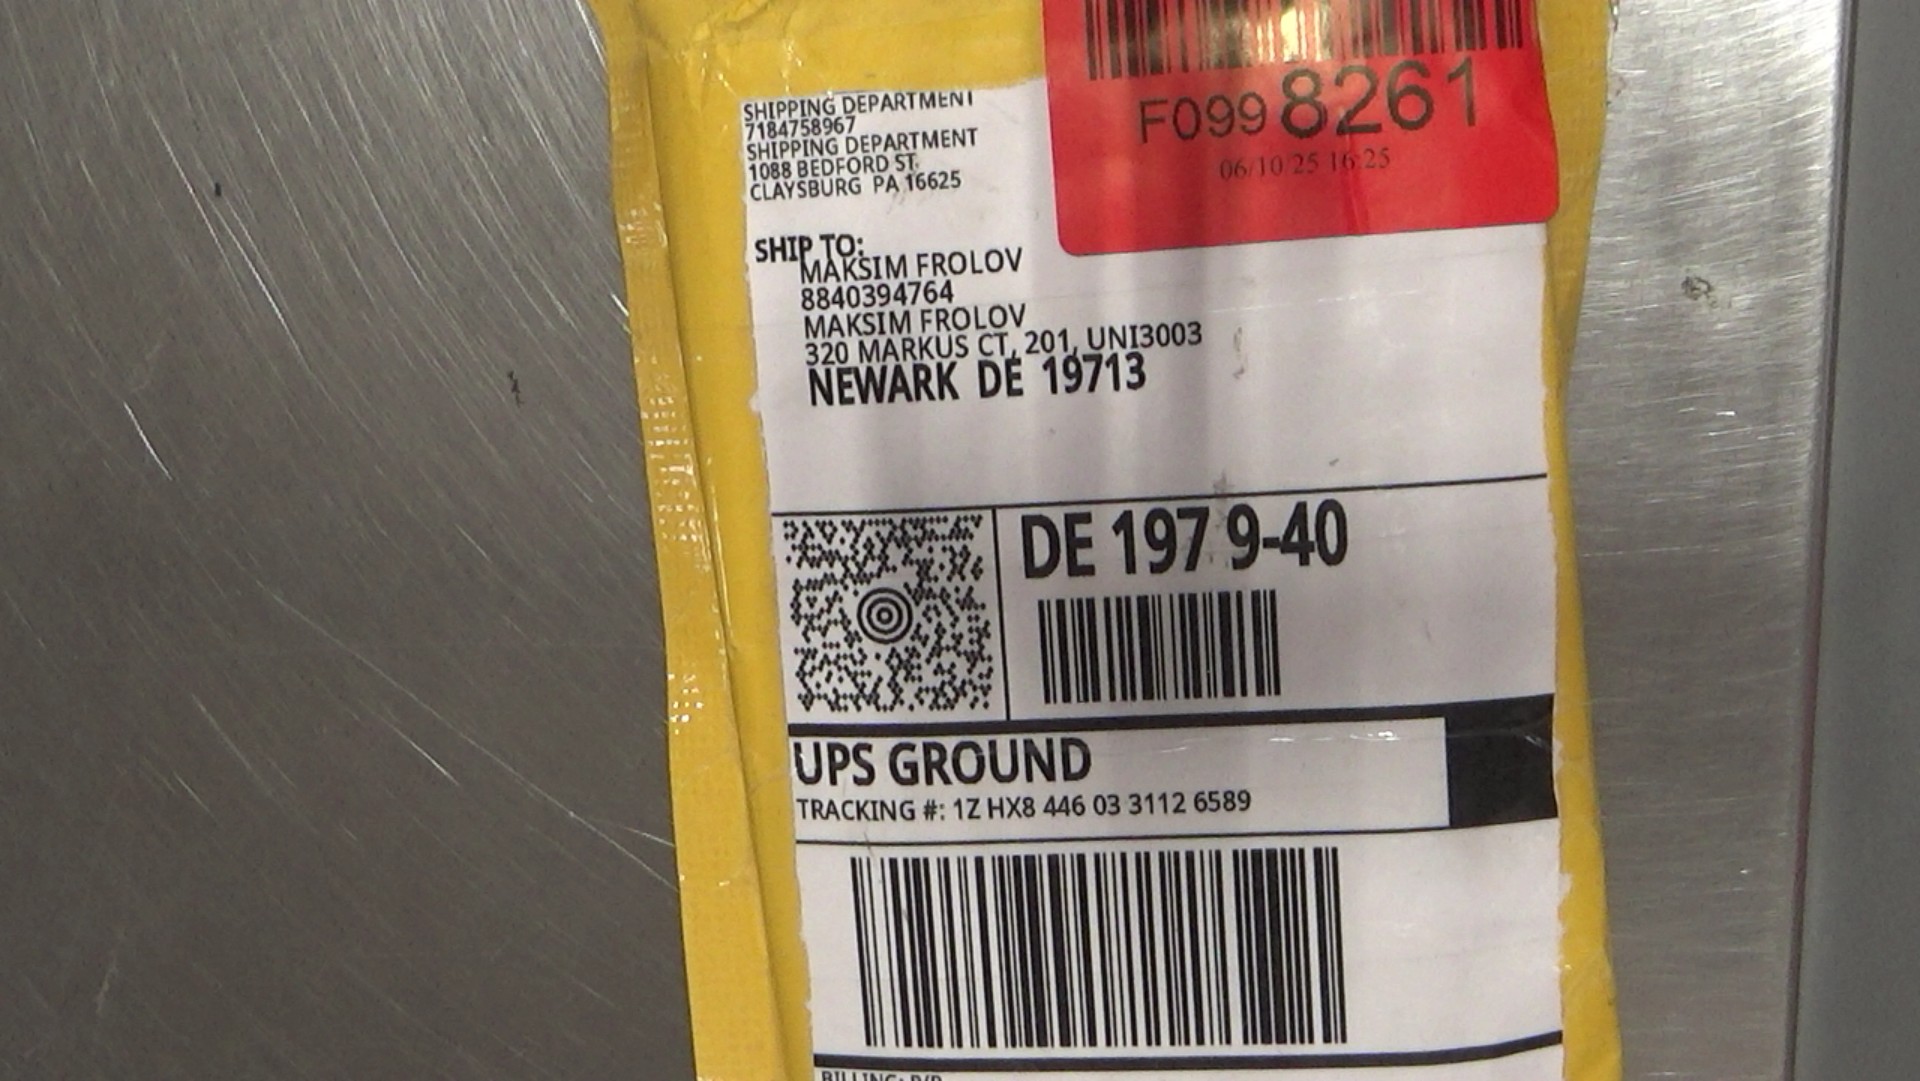 SHIPPING DEPARTMENT
7184758967
SHIPPING DEPARTMENT
1088 BEDFORD ST.
CLAYSBURG PA 16625
F099 8261
06/10/25 16:25
SHIP TO:
MAKSIM FROLOV
8840394764
MAKSIM FROLOV
320 MARKUS CT, 201, UNI3003
NEWARK DE 19713
DE 197 9-40
UPS GROUND
TRACKING #: 1Z HX8 446 03 3112 6589
BILLING: P/P